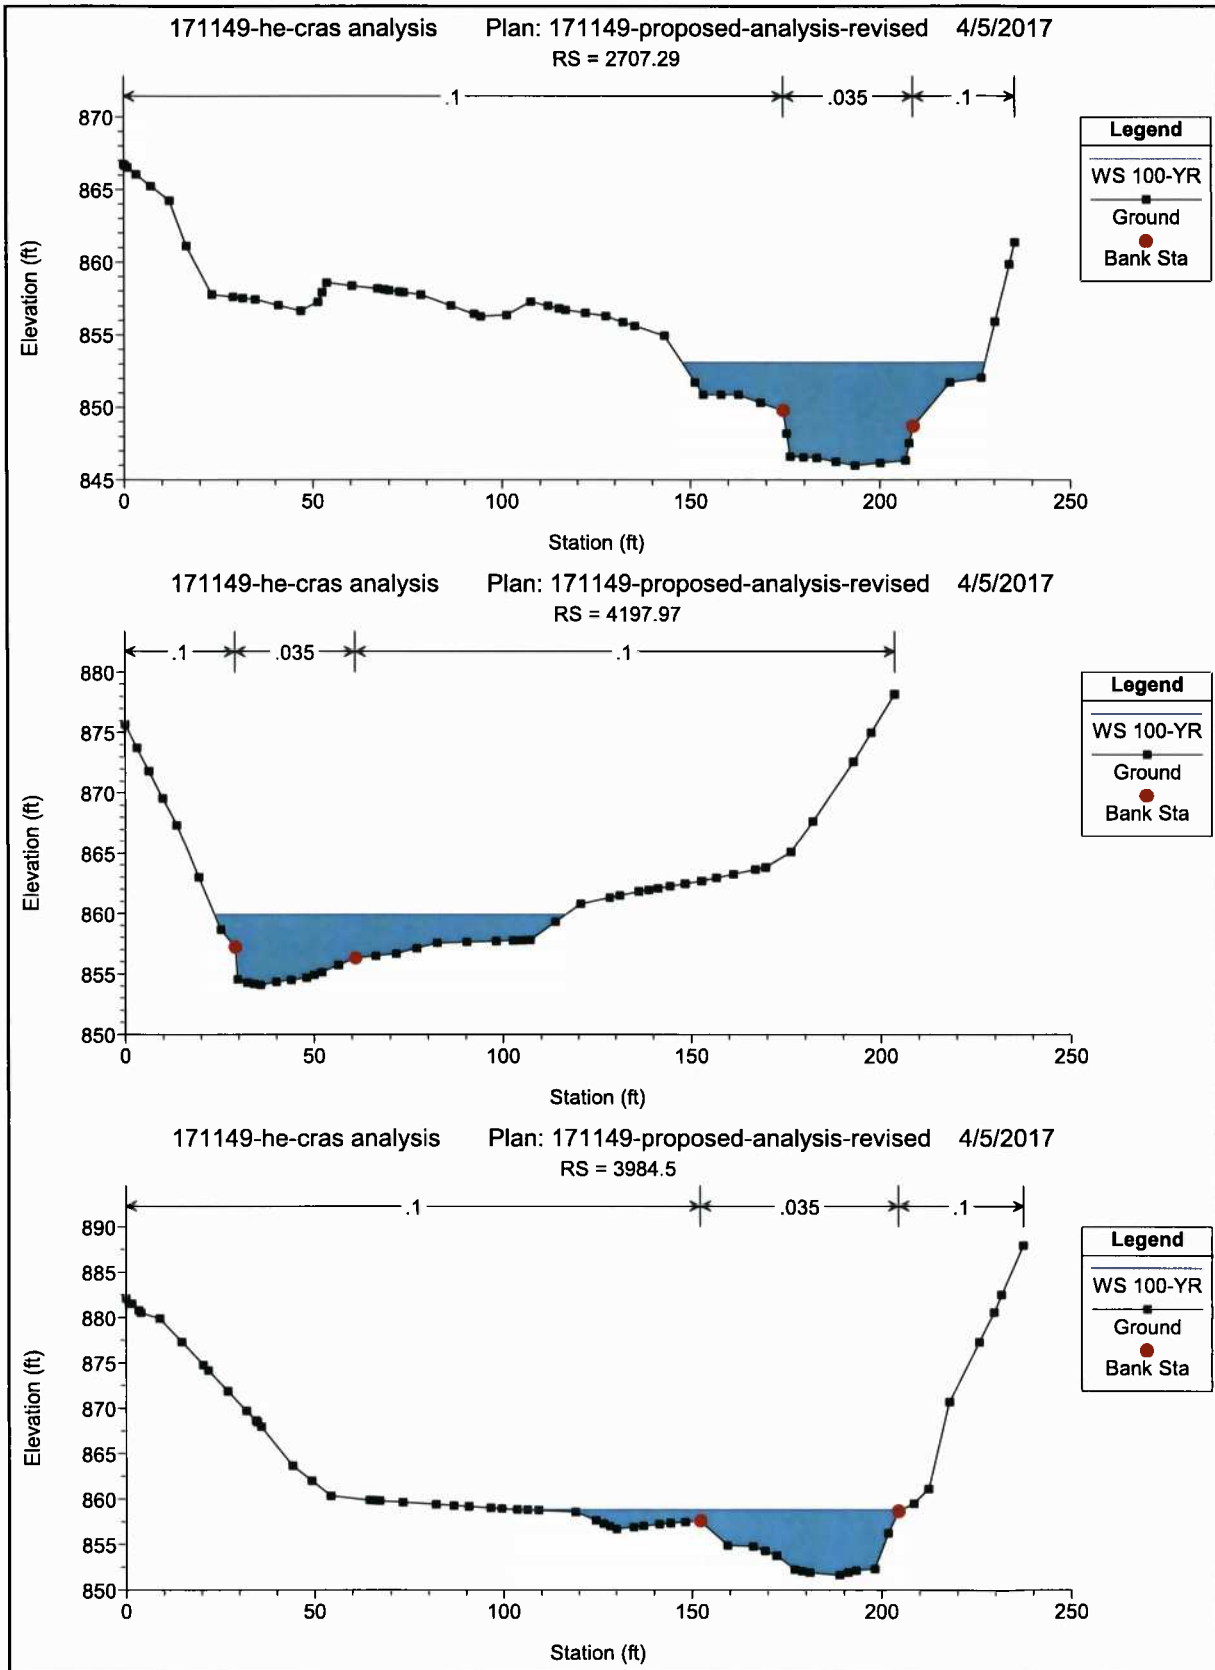 171149-he-cras analysis Plan: 171149-proposed-analysis-revised 4/5/2017
RS = 2707.29
.1 .035 .1
Legend
WS 100-YR
Ground
Bank Sta
Elevation (ft)
870
865
860
855
850
845
0 50 100 150 200 250
Station (ft)
171149-he-cras analysis Plan: 171149-proposed-analysis-revised 4/5/2017
RS = 4197.97
.1 .035 .1
Legend
WS 100-YR
Ground
Bank Sta
Elevation (ft)
880
875
870
865
860
855
850
0 50 100 150 200 250
Station (ft)
171149-he-cras analysis Plan: 171149-proposed-analysis-revised 4/5/2017
RS = 3984.5
.1 .035 .1
Legend
WS 100-YR
Ground
Bank Sta
Elevation (ft)
890
885
880
875
870
865
860
855
850
0 50 100 150 200 250
Station (ft)